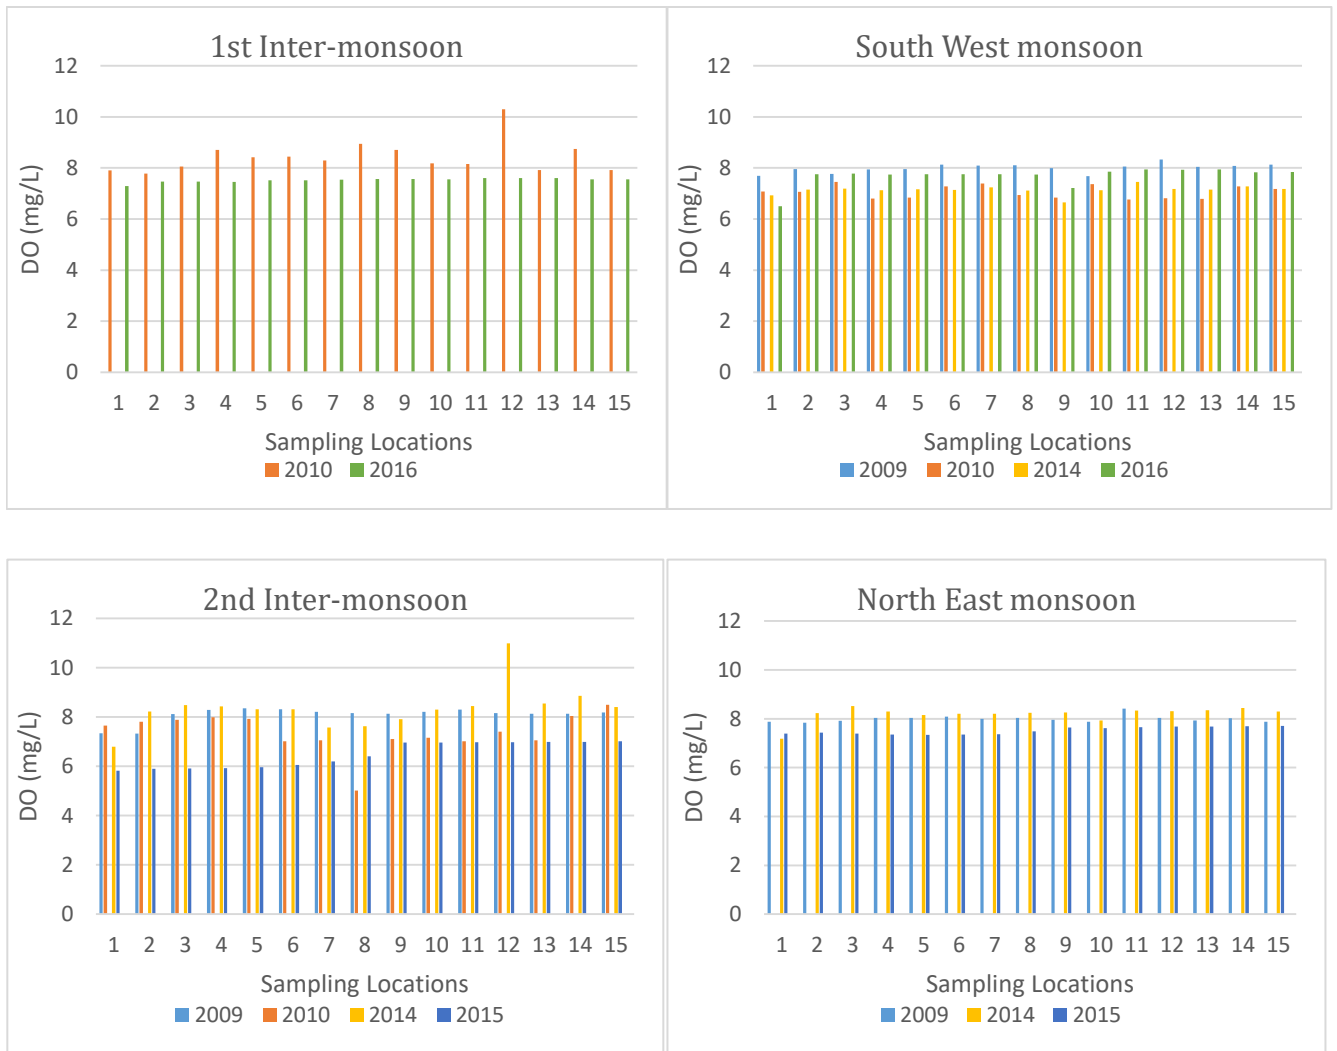 1st Inter-monsoon
12
10
8
6
4
2
0
DO (mg/L)
1 2 3 4 5 6 7 8 9 10 11 12 13 14 15
Sampling Locations
2010 2016
South West monsoon
12
10
8
6
4
2
0
DO (mg/L)
1 2 3 4 5 6 7 8 9 10 11 12 13 14 15
Sampling Locations
2009 2010 2014 2016
2nd Inter-monsoon
12
10
8
6
4
2
0
DO (mg/L)
1 2 3 4 5 6 7 8 9 10 11 12 13 14 15
Sampling Locations
2009 2010 2014 2015
North East monsoon
12
10
8
6
4
2
0
DO (mg/L)
1 2 3 4 5 6 7 8 9 10 11 12 13 14 15
Sampling Locations
2009 2014 2015